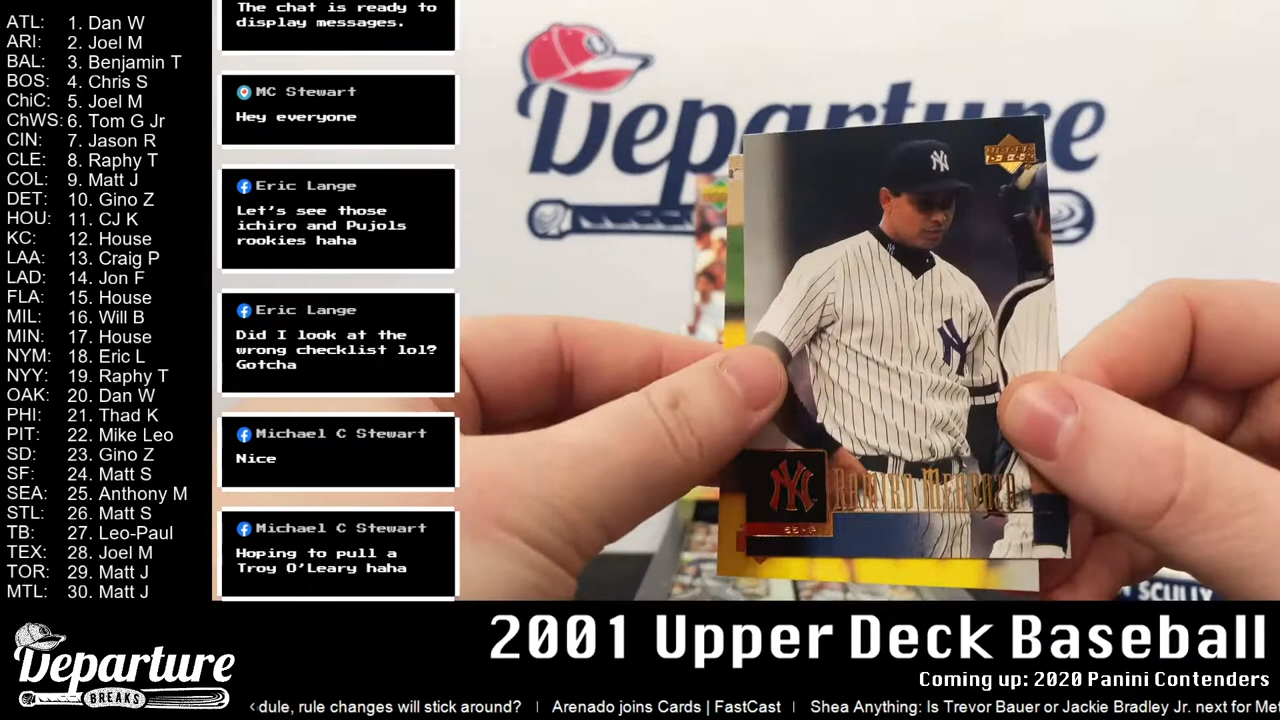 ATL: 1. Dan W
ARI: 2. Joel M
BAL: 3. Benjamin T
BOS: 4. Chris S
ChiC: 5. Joel M
ChWS: 6. Tom G Jr
CIN: 7. Jason R
CLE: 8. Raphy T
COL: 9. Matt J
DET: 10. Gino Z
HOU: 11. CJ K
KC: 12. House
LAA: 13. Craig P
LAD: 14. Jon F
FLA: 15. House
MIL: 16. Will B
MIN: 17. House
NYM: 18. Eric L
NYY: 19. Raphy T
OAK: 20. Dan W
PHI: 21. Thad K
PIT: 22. Mike Leo
SD: 23. Gino Z
SF: 24. Matt S
SEA: 25. Anthony M
STL: 26. Matt S
TB: 27. Leo-Paul
TEX: 28. Joel M
TOR: 29. Matt J
MTL: 30. Matt J
The chat is ready to
display messages.
MC Stewart
Hey everyone
Eric Lange
Let's see those
ichiro and Pujols
rookies haha
Eric Lange
Did I look at the
wrong checklist lol?
Gotcha
Michael C Stewart
Nice
Michael C Stewart
Hoping to pull a
Troy O'Leary haha
Departure
NY
UPPER
DECK
NY
NY
RAMIRO MENDOZA
SCULLY
Departure
BREAKS
2001 Upper Deck Baseball
Coming up: 2020 Panini Contenders
‹ dule, rule changes will stick around? | Arenado joins Cards | FastCast | Shea Anything: Is Trevor Bauer or Jackie Bradley Jr. next for Me